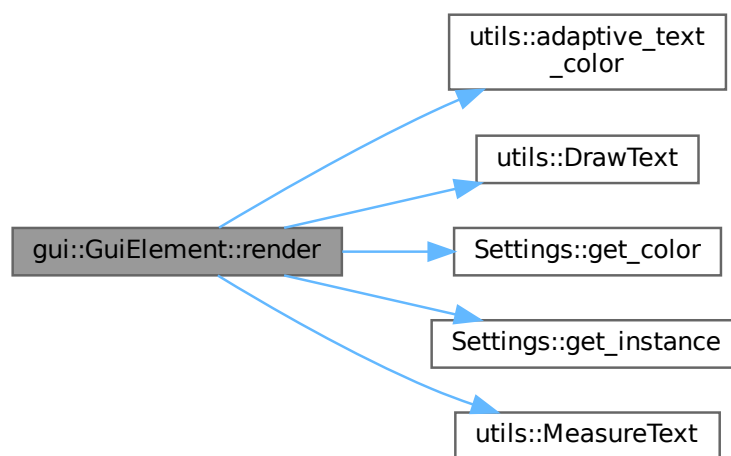 utils::adaptive_text
_color
utils::DrawText
gui::GuiElement::render
Settings::get_color
Settings::get_instance
utils::MeasureText